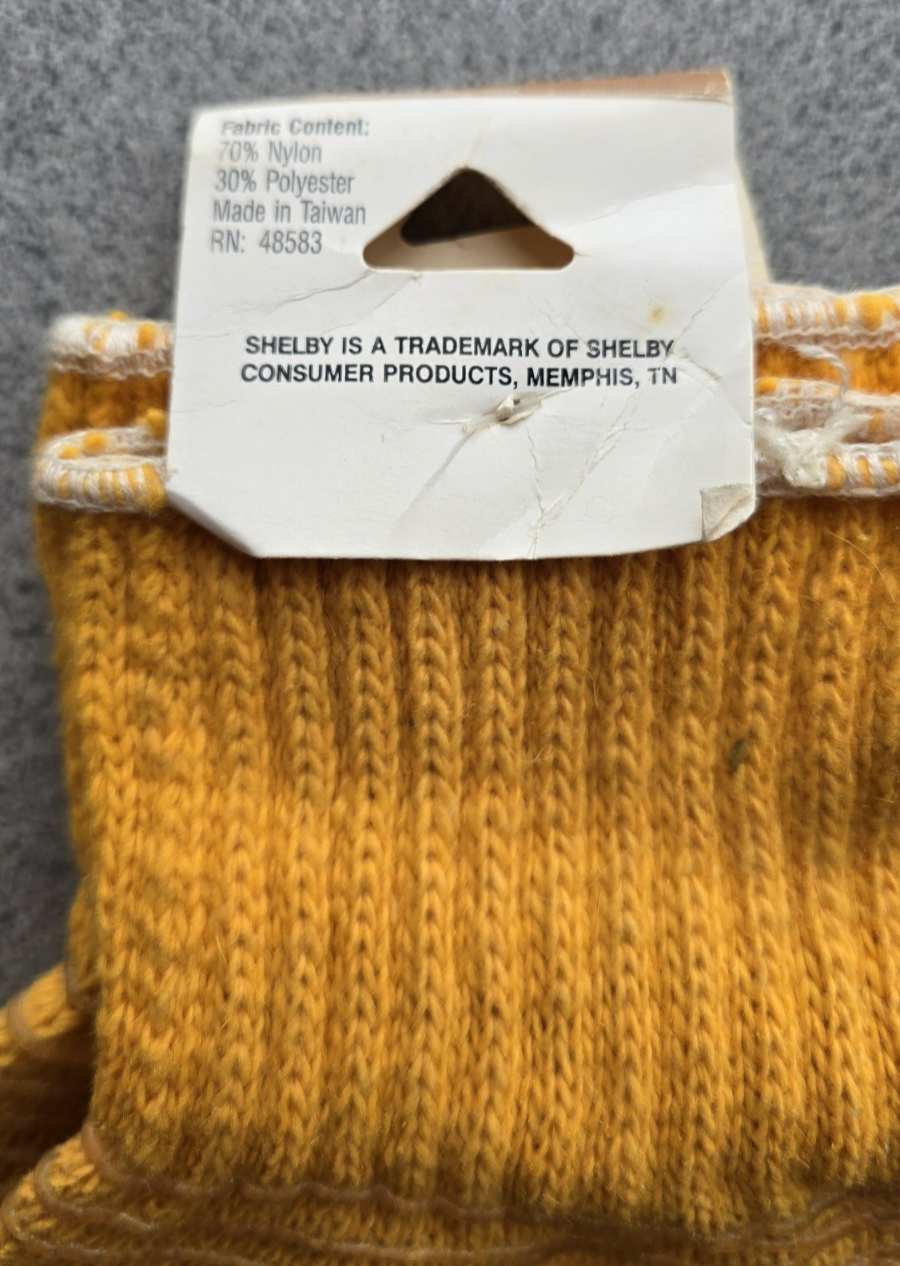 Fabric Content:
70% Nylon
30% Polyester
Made in Taiwan
RN: 48583
SHELBY IS A TRADEMARK OF SHELBY
CONSUMER PRODUCTS, MEMPHIS, TN